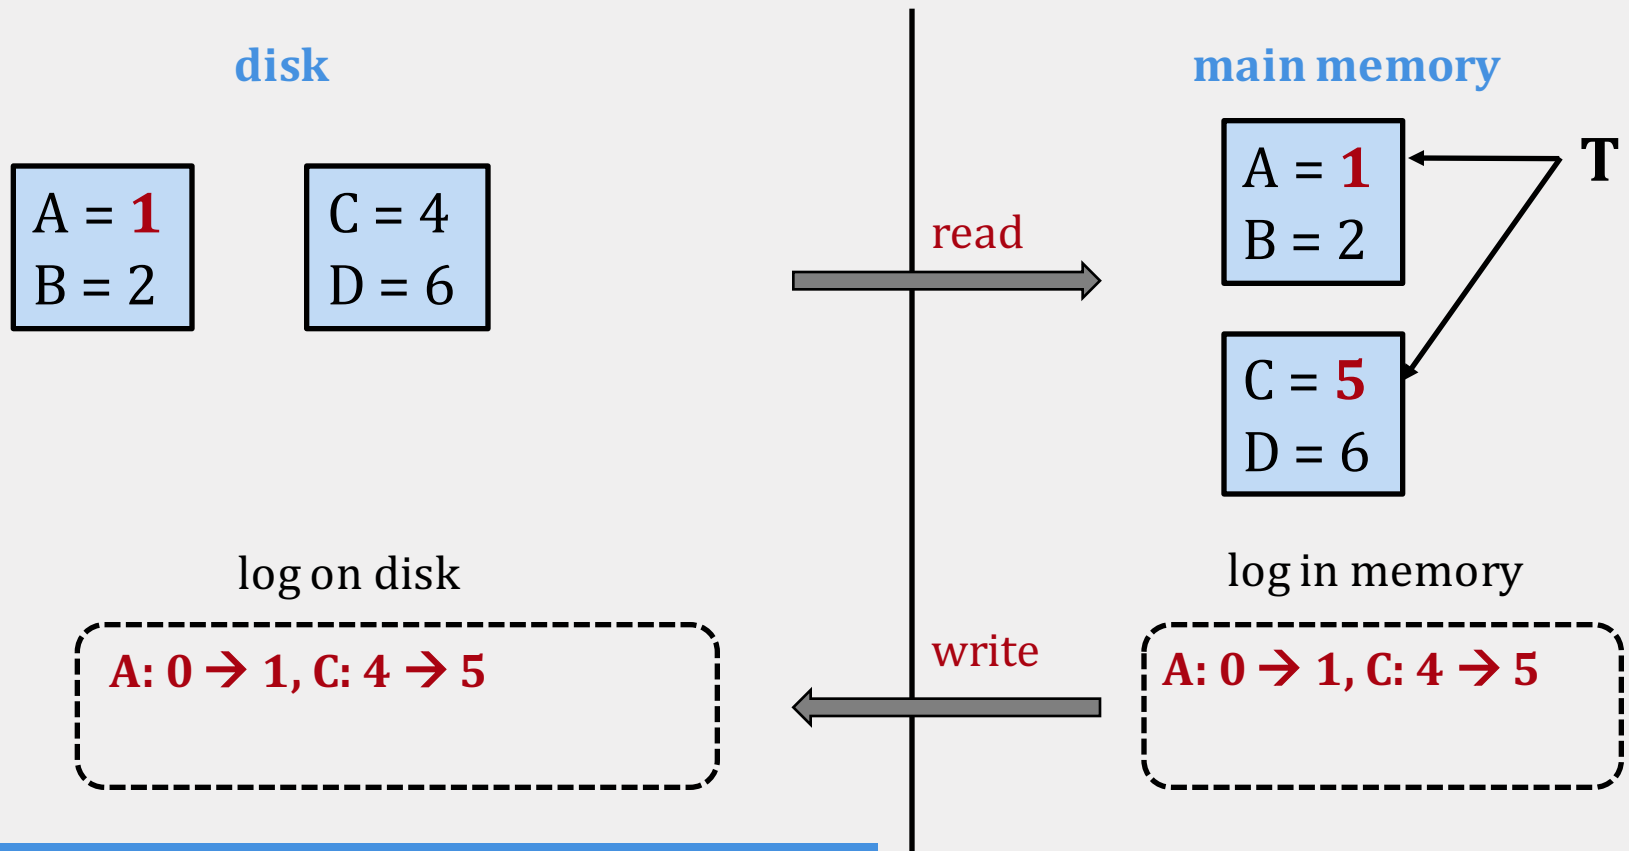 disk
A = 1
B = 2
C = 4
D = 6
log on disk
A: 0 → 1, C: 4 → 5
read
write
main memory
A = 1
B = 2
T
C = 5
D = 6
log in memory
A: 0 → 1, C: 4 → 5